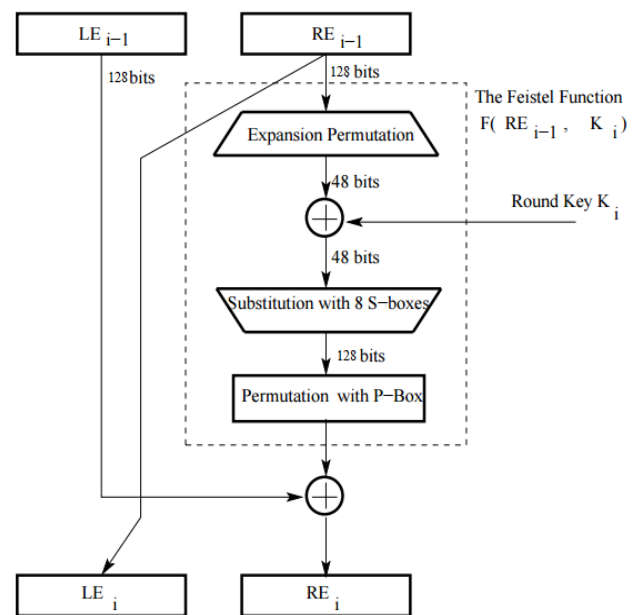 LE i−1
RE i−1
128bits
128 bits
The Feistel Function
F( RE i−1 , K i )
Expansion Permutation
48 bits
Round Key K i
48 bits
Substitution with 8 S−boxes
128 bits
Permutation with P−Box
LE i
RE i